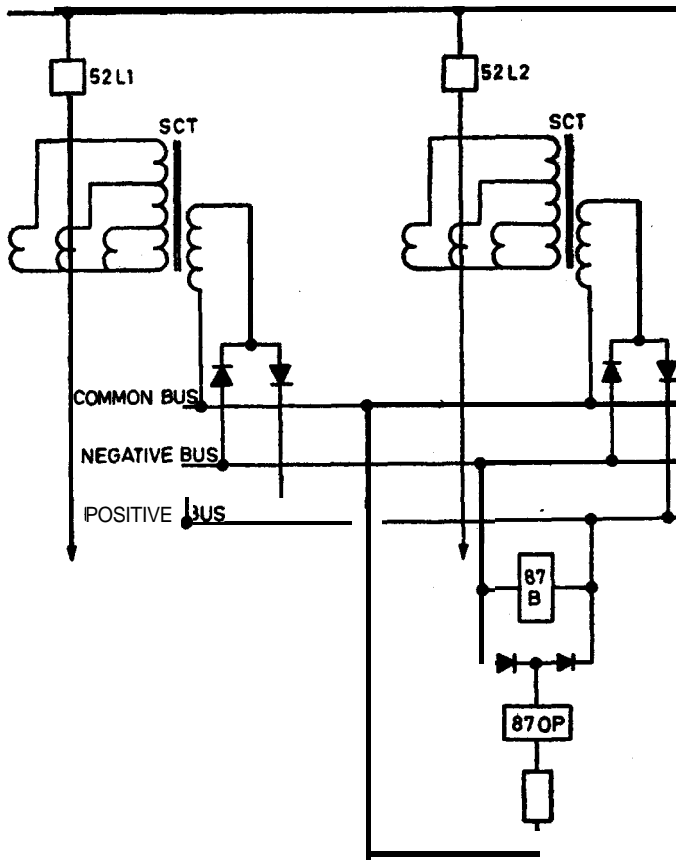 52L1
52L2
SCT
SCT
COMMON BUS
NEGATIVE BUS
POSITIVE BUS
87
B
87OP